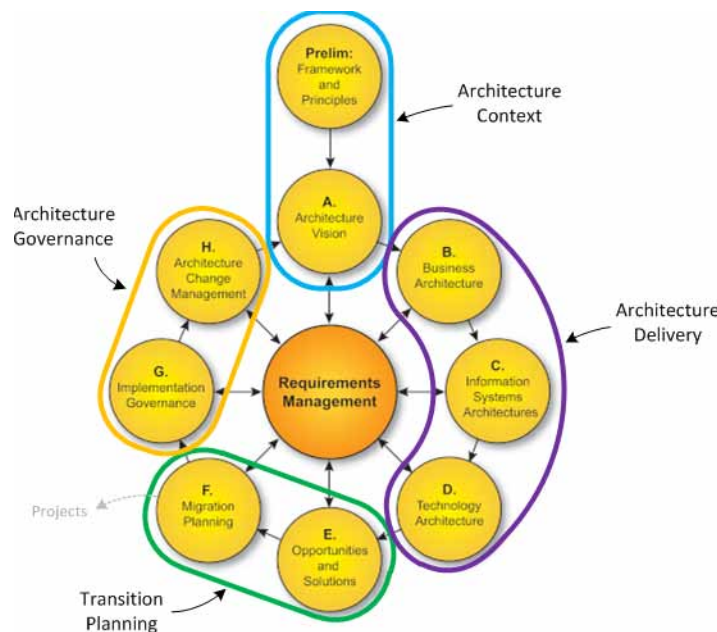 Prelim:
Framework
and
Principles
Architecture
Context
A.
Architecture
Vision
Architecture
Governance
H.
Architecture
Change
Management
B.
Business
Architecture
Architecture
Delivery
G.
Implementation
Governance
Requirements
Management
C.
Information
Systems
Architectures
F.
Migration
Planning
D.
Technology
Architecture
Projects
E.
Opportunities
and
Solutions
Transition
Planning